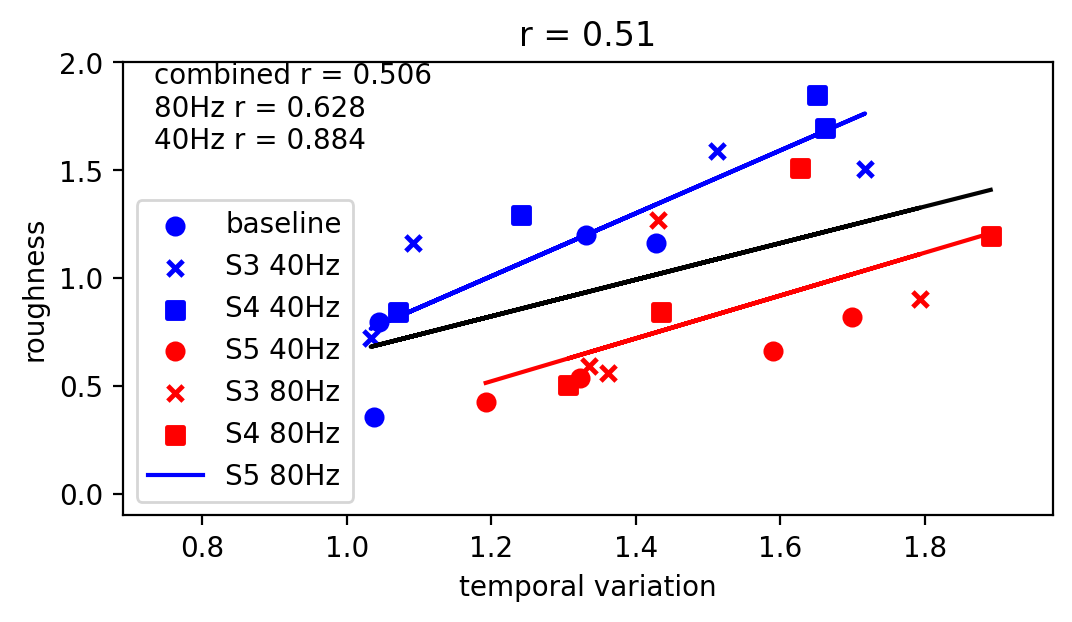 r = 0.51
combined r = 0.506
80Hz r = 0.628
40Hz r = 0.884
baseline
S3 40Hz
S4 40Hz
S5 40Hz
S3 80Hz
S4 80Hz
S5 80Hz
roughness
2.0
1.5
1.0
0.5
0.0
0.8 1.0 1.2 1.4 1.6 1.8
temporal variation